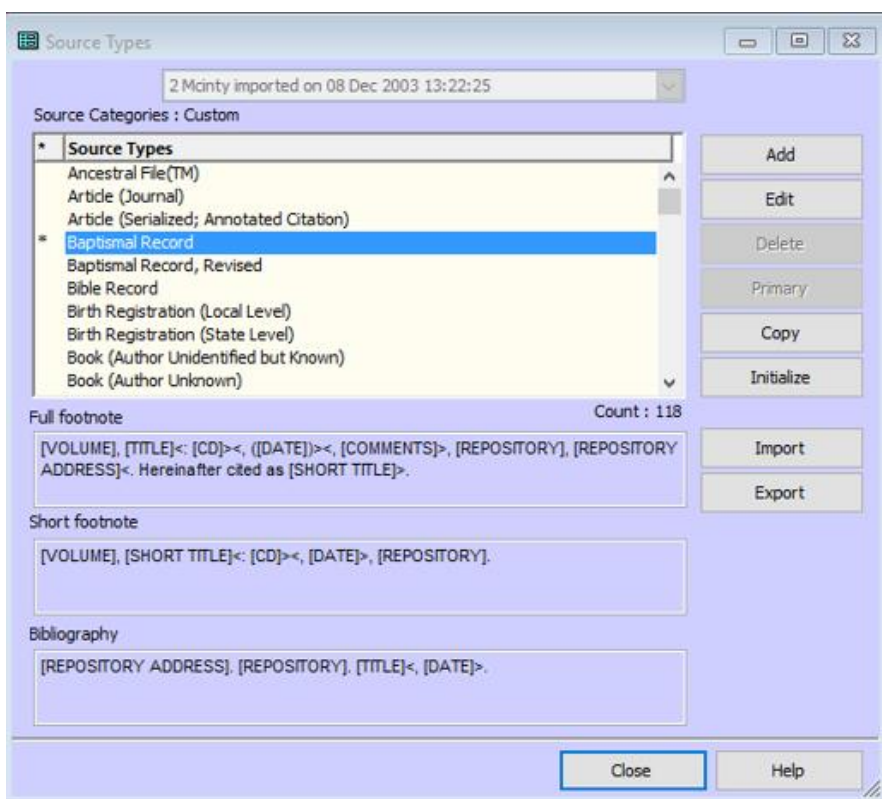 Source Types
2 Mcinty imported on 08 Dec 2003 13:22:25
Source Categories : Custom
* Source Types
Ancestral File(TM)
Article (Journal)
Article (Serialized; Annotated Citation)
* Baptismal Record
Baptismal Record, Revised
Bible Record
Birth Registration (Local Level)
Birth Registration (State Level)
Book (Author Unidentified but Known)
Book (Author Unknown)
Add
Edit
Delete
Primary
Copy
Initialize
Count : 118
Import
Export
Full footnote
[VOLUME], [TITLE]<: [CD]><, ([DATE])><, [COMMENTS]>, [REPOSITORY], [REPOSITORY
ADDRESS]<. Hereinafter cited as [SHORT TITLE]>.
Short footnote
[VOLUME], [SHORT TITLE]<: [CD]><, [DATE]>, [REPOSITORY].
Bibliography
[REPOSITORY ADDRESS]. [REPOSITORY]. [TITLE]<, [DATE]>.
Close
Help